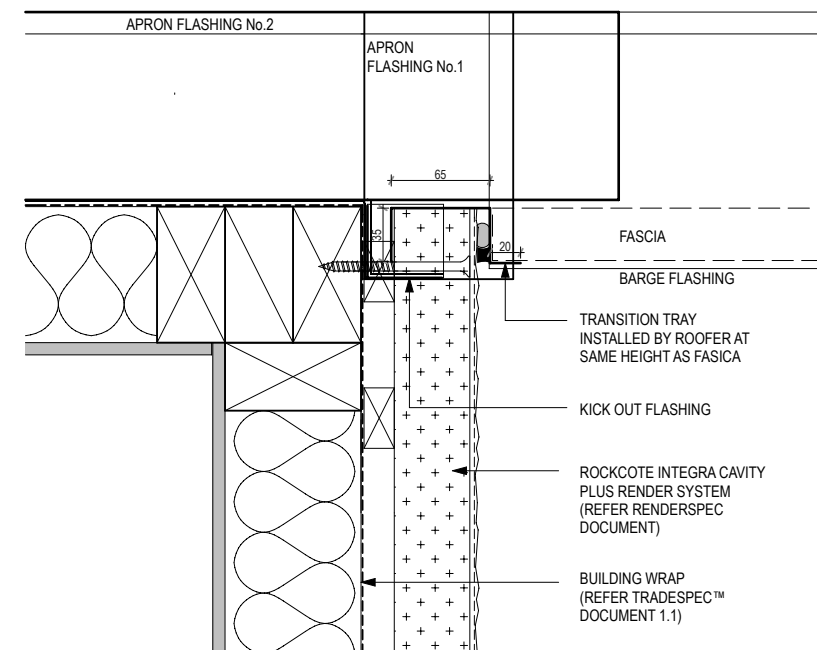 APRON FLASHING No.2
APRON
FLASHING No.1
65
35
20
FASCIA
BARGE FLASHING
TRANSITION TRAY
INSTALLED BY ROOFER AT
SAME HEIGHT AS FASICA
KICK OUT FLASHING
ROCKCOTE INTEGRA CAVITY
PLUS RENDER SYSTEM
(REFER RENDERSPEC
DOCUMENT)
BUILDING WRAP
(REFER TRADESPEC™
DOCUMENT 1.1)